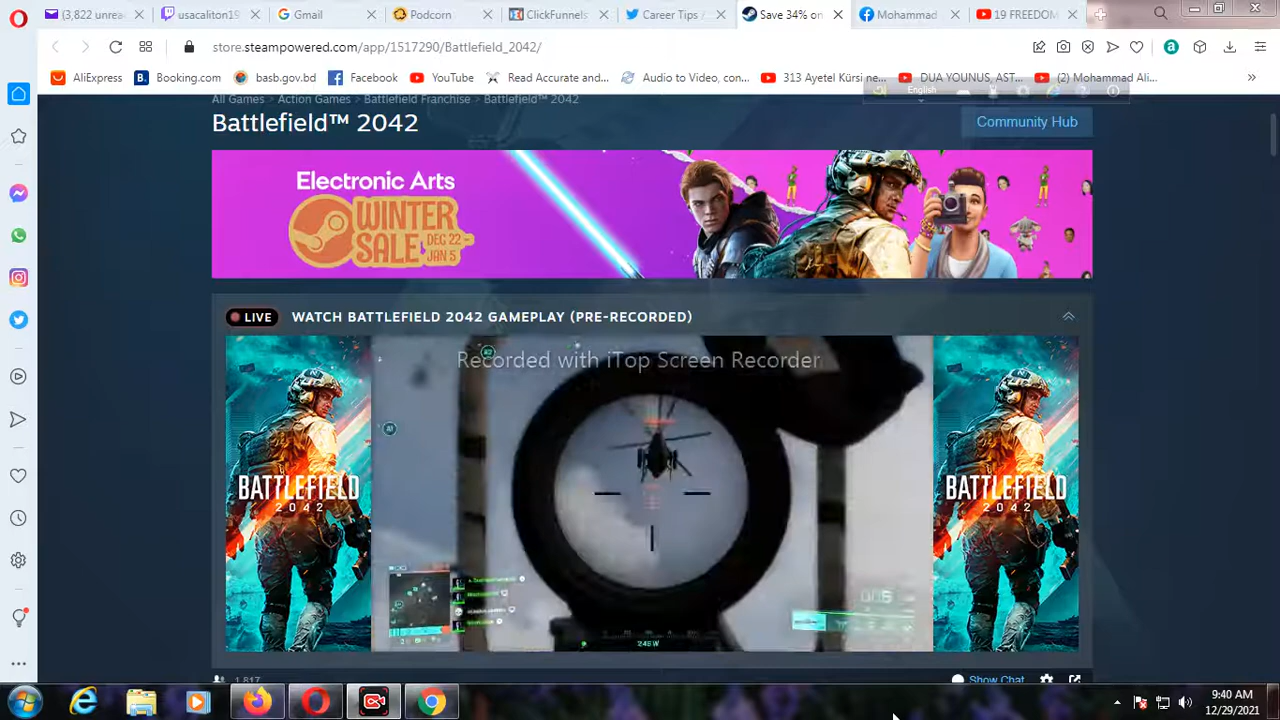 (3,822 unrea
usacaliton19
Gmail
Podcorn
ClickFunnels
Career Tips /
Save 34% on
Mohammad
19 FREEDOM
store.steampowered.com/app/1517290/Battlefield_2042/
AliExpress
Booking.com
basb.gov.bd
Facebook
YouTube
Read Accurate and...
Audio to Video, con...
313 Ayetel Kürsi ne...
DUA YOUNUS, AST...
(2) Mohammad Ali...
English
All Games > Action Games > Battlefield Franchise > Battlefield™ 2042
Battlefield™ 2042
Community Hub
Electronic Arts
WINTER
SALE
DEC 22 –
JAN 5
LIVE
WATCH BATTLEFIELD 2042 GAMEPLAY (PRE-RECORDED)
Recorded with iTop Screen Recorder
A1
BATTLEFIELD
2042
BATTLEFIELD
2042
1,817
Show Chat
9:40 AM
12/29/2021